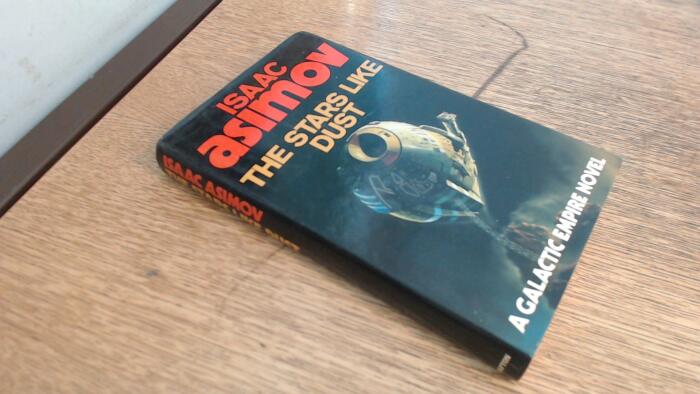 ISAAC
asimov
THE STARS LIKE
DUST
A GALACTIC EMPIRE NOVEL
ISAAC ASIMOV
THE STARS LIKE DUST